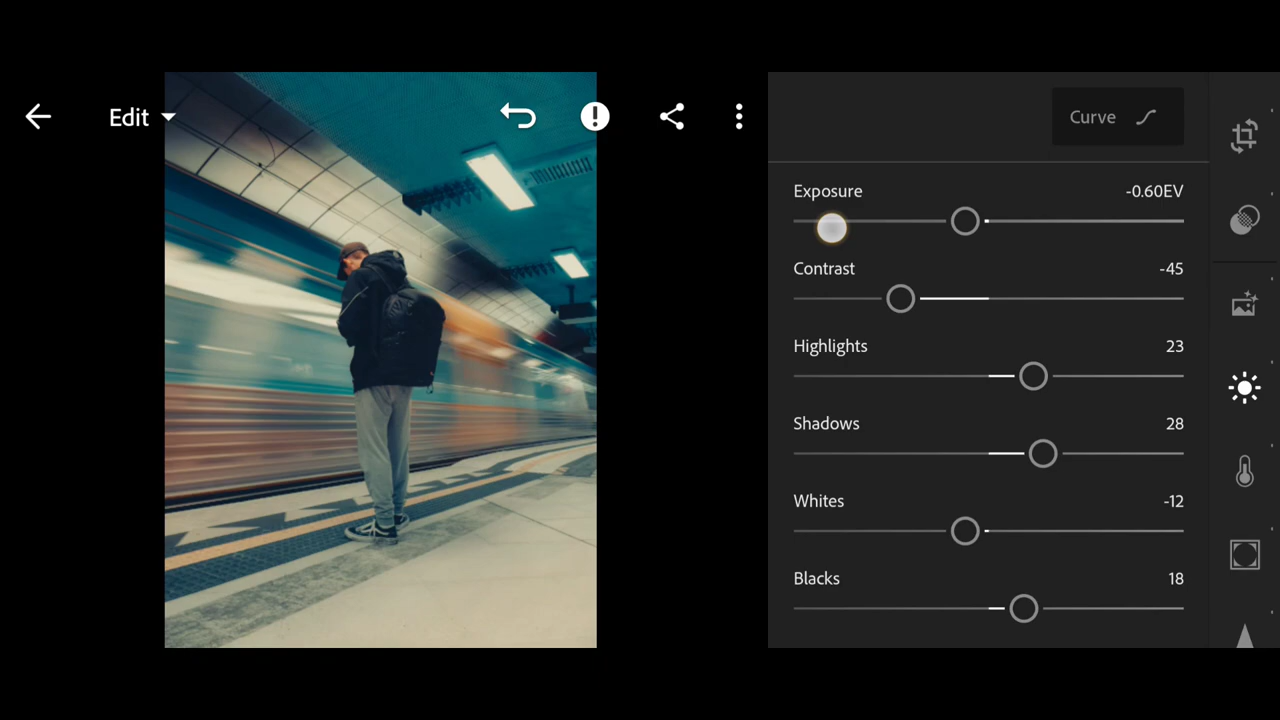 Edit
Curve
Exposure -0.60EV
Contrast -45
Highlights 23
Shadows 28
Whites -12
Blacks 18